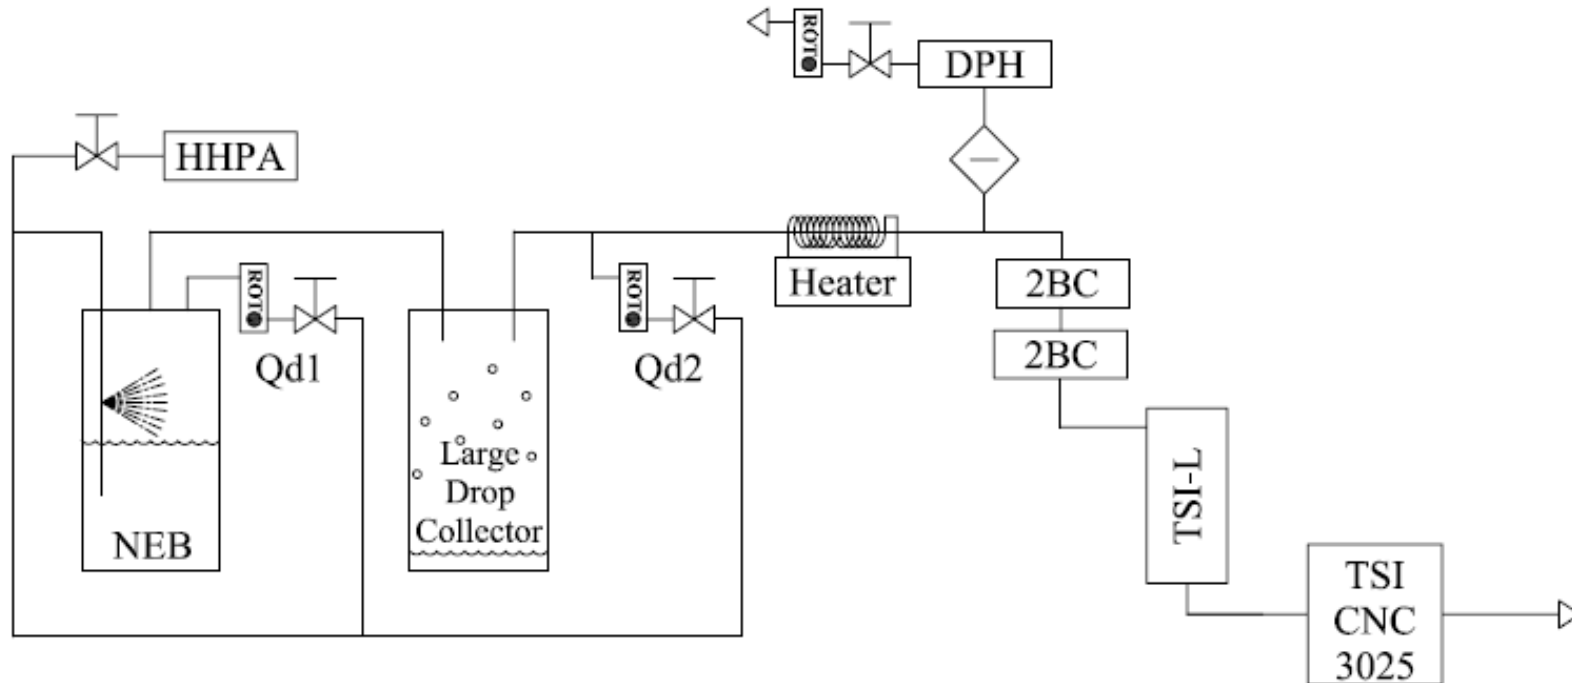 ROT
DPH
HHPA
Heater
ROT
ROT
2BC
2BC
Qd1
Qd2
Large
Drop
Collector
NEB
TSI-L
TSI
CNC
3025